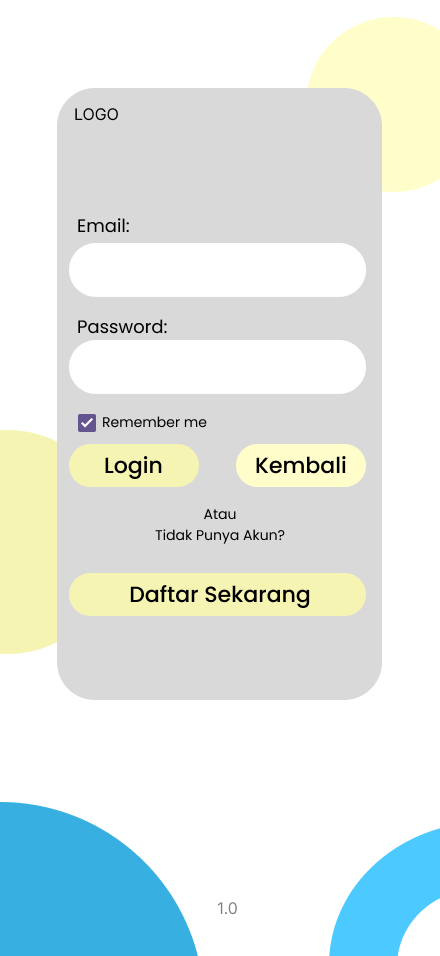 LOGO
Email:
Password:
Remember me
Login
Kembali
Atau
Tidak Punya Akun?
Daftar Sekarang
1.0